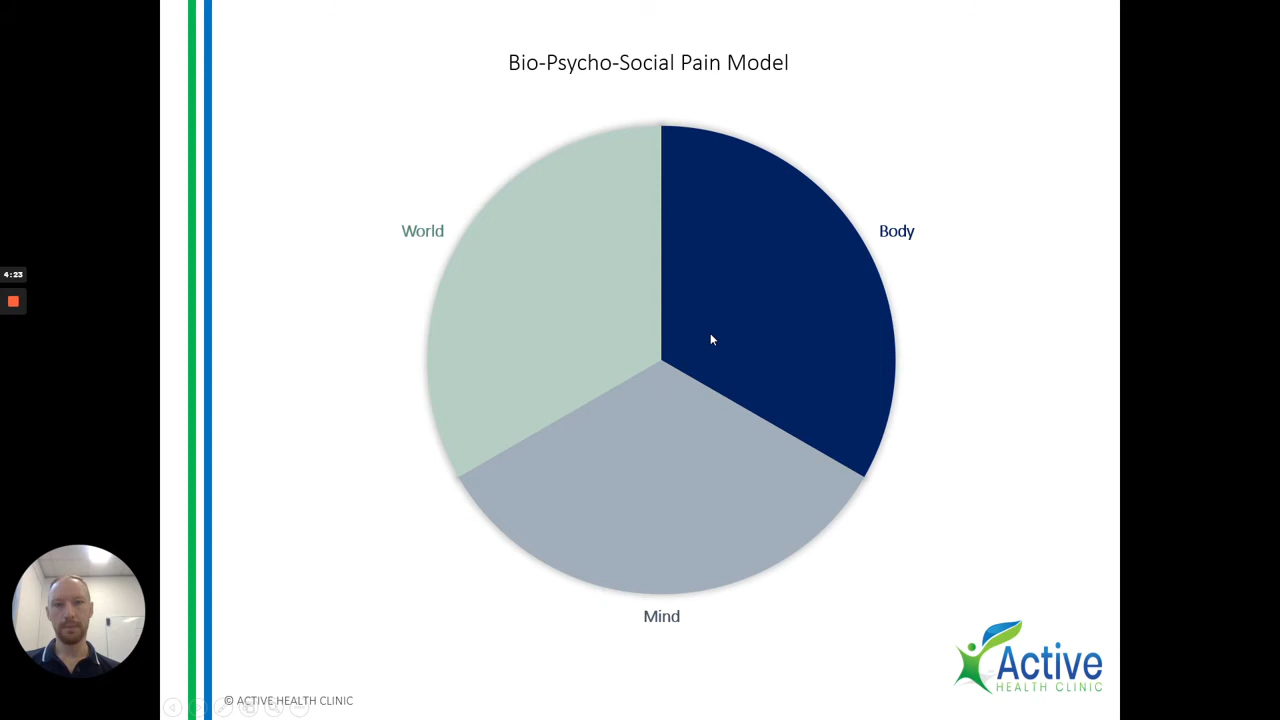 Bio-Psycho-Social Pain Model
World
Body
4:23
Mind
Active
HEALTH CLINIC
© ACTIVE HEALTH CLINIC